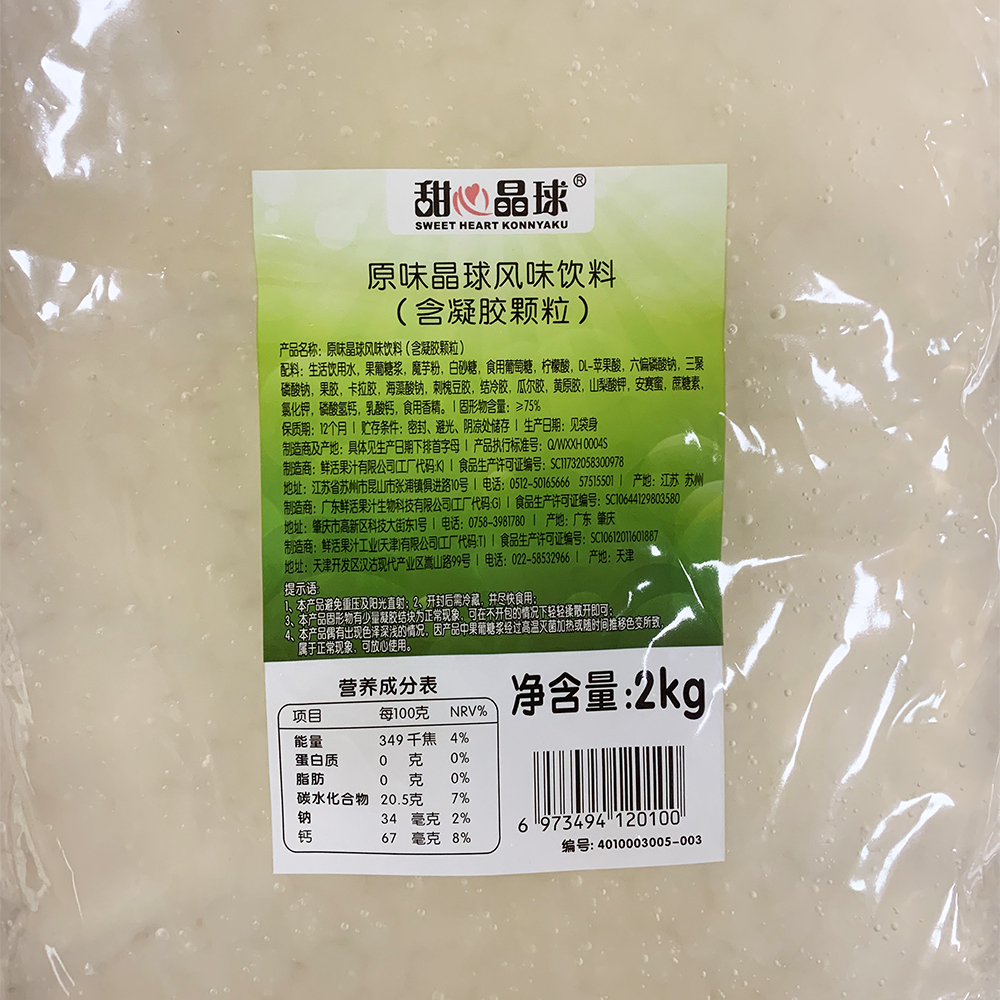 甜心晶球®
SWEET HEART KONNYAKU
原味晶球风味饮料
（含凝胶颗粒）
产品名称：原味晶球风味饮料（含凝胶颗粒）
配料：生活饮用水，果葡糖浆，魔芋粉，白砂糖，食用葡萄糖，柠檬酸，DL-苹果酸，六偏磷酸钠，三聚
磷酸钠，果胶，卡拉胶，海藻酸钠，刺槐豆胶，结冷胶，瓜尔胶，黄原胶，山梨酸钾，安赛蜜，蔗糖素，
氯化钾，磷酸氢钙，乳酸钙，食用香精。| 固形物含量：≥75%
保质期：12个月 | 贮存条件：密封、避光、阴凉处储存 | 生产日期：见袋身
制造商及产地：具体见生产日期下排首字母 | 产品执行标准号：Q/WXXH 0004S
制造商：鲜活果汁有限公司(工厂代码:K) | 食品生产许可证编号：SC11732058300978
地址：江苏省苏州市昆山市张浦镇俱进路10号 | 电话：0512-50165666 57515501 | 产地：江苏 苏州
制造商：广东鲜活果汁生物科技有限公司(工厂代码:G) | 食品生产许可证编号：SC10644129803580
地址：肇庆市高新区科技大街东1号 | 电话：0758-3981780 | 产地：广东 肇庆
制造商：鲜活果汁工业(天津)有限公司(工厂代码:T) | 食品生产许可证编号：SC10612011601887
地址：天津开发区汉沽现代产业区嵩山路99号 | 电话：022-58532966 | 产地：天津
提示语：
1、本产品避免重压及阳光直射；2、开封后需冷藏，并尽快食用；
3、本产品固形物有少量凝胶结块为正常现象，可在不开包的情况下轻轻揉散开即可；
4、本产品偶有出现色泽深浅的情况，因产品中果葡糖浆经过高温灭菌加热或随时间推移色变所致，
属于正常现象，可放心使用。
营养成分表
项目 每100克 NRV%
能量 349 千焦 4%
蛋白质 0 克 0%
脂肪 0 克 0%
碳水化合物 20.5克 7%
钠 34 毫克 2%
钙 67 毫克 8%
净含量:2kg
6 973494 120100
编号: 4010003005-003